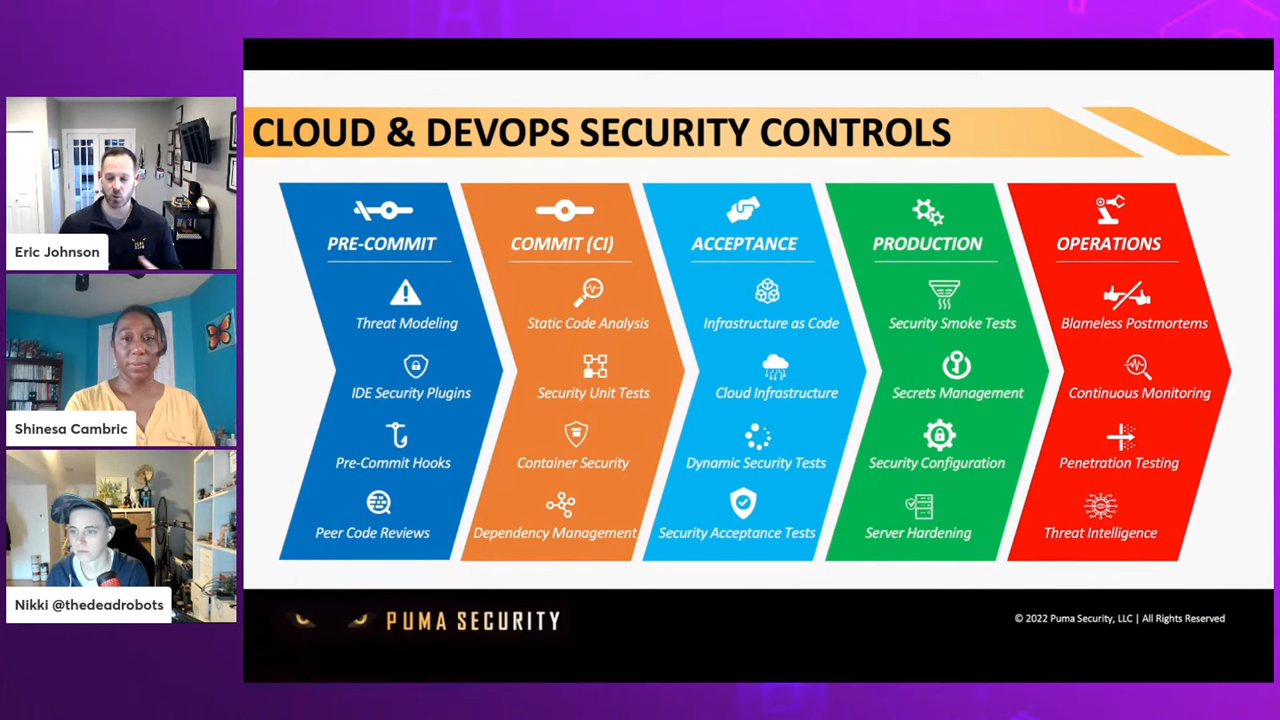 Eric Johnson
Shinesa Cambric
Nikki @thedeadrobots
CLOUD & DEVOPS SECURITY CONTROLS
PRE-COMMIT
Threat Modeling
IDE Security Plugins
Pre-Commit Hooks
Peer Code Reviews
COMMIT (CI)
Static Code Analysis
Security Unit Tests
Container Security
Dependency Management
ACCEPTANCE
Infrastructure as Code
Cloud Infrastructure
Dynamic Security Tests
Security Acceptance Tests
PRODUCTION
Security Smoke Tests
Secrets Management
Security Configuration
Server Hardening
OPERATIONS
Blameless Postmortems
Continuous Monitoring
Penetration Testing
Threat Intelligence
PUMA SECURITY
© 2022 Puma Security, LLC | All Rights Reserved